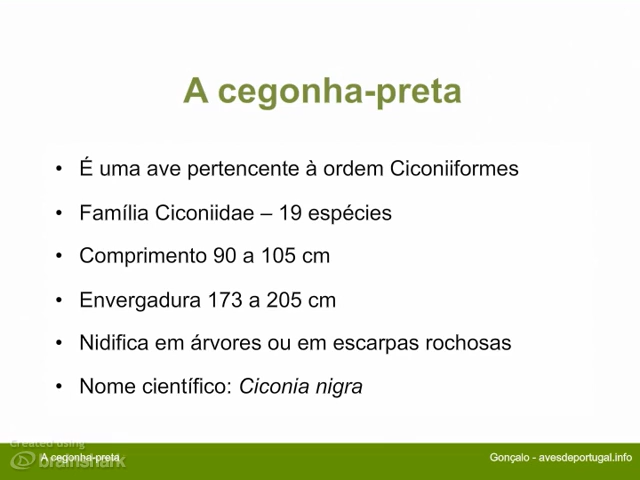 A cegonha-preta
• É uma ave pertencente à ordem Ciconiiformes
• Família Ciconiidae – 19 espécies
• Comprimento 90 a 105 cm
• Envergadura 173 a 205 cm
• Nidifica em árvores ou em escarpas rochosas
• Nome científico: Ciconia nigra
Created using
brainshark
A cegonha-preta
Gonçalo - avesdeportugal.info